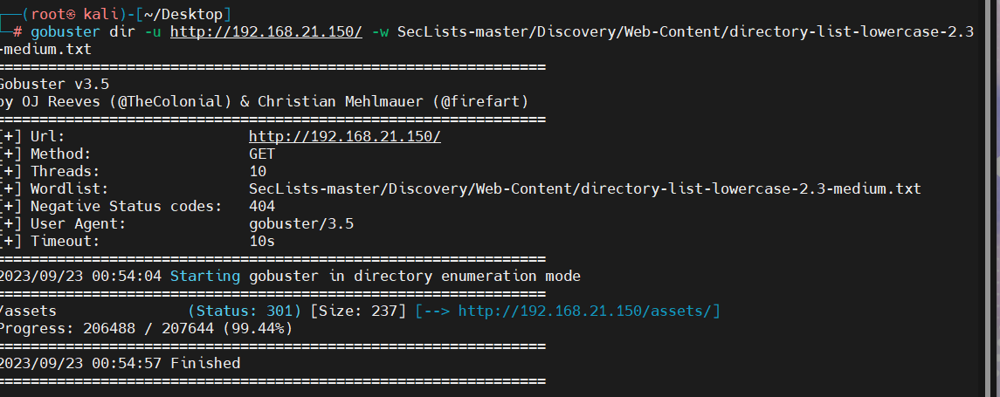 ┌──(root㉿ kali)-[~/Desktop]
└─# gobuster dir -u http://192.168.21.150/ -w SecLists-master/Discovery/Web-Content/directory-list-lowercase-2.3
-medium.txt
===============================================================
Gobuster v3.5
by OJ Reeves (@TheColonial) & Christian Mehlmauer (@firefart)
===============================================================
[+] Url:                     http://192.168.21.150/
[+] Method:                  GET
[+] Threads:                 10
[+] Wordlist:                SecLists-master/Discovery/Web-Content/directory-list-lowercase-2.3-medium.txt
[+] Negative Status codes:   404
[+] User Agent:              gobuster/3.5
[+] Timeout:                 10s
===============================================================
2023/09/23 00:54:04 Starting gobuster in directory enumeration mode
===============================================================
/assets               (Status: 301) [Size: 237] [--> http://192.168.21.150/assets/]
Progress: 206488 / 207644 (99.44%)
===============================================================
2023/09/23 00:54:57 Finished
===============================================================